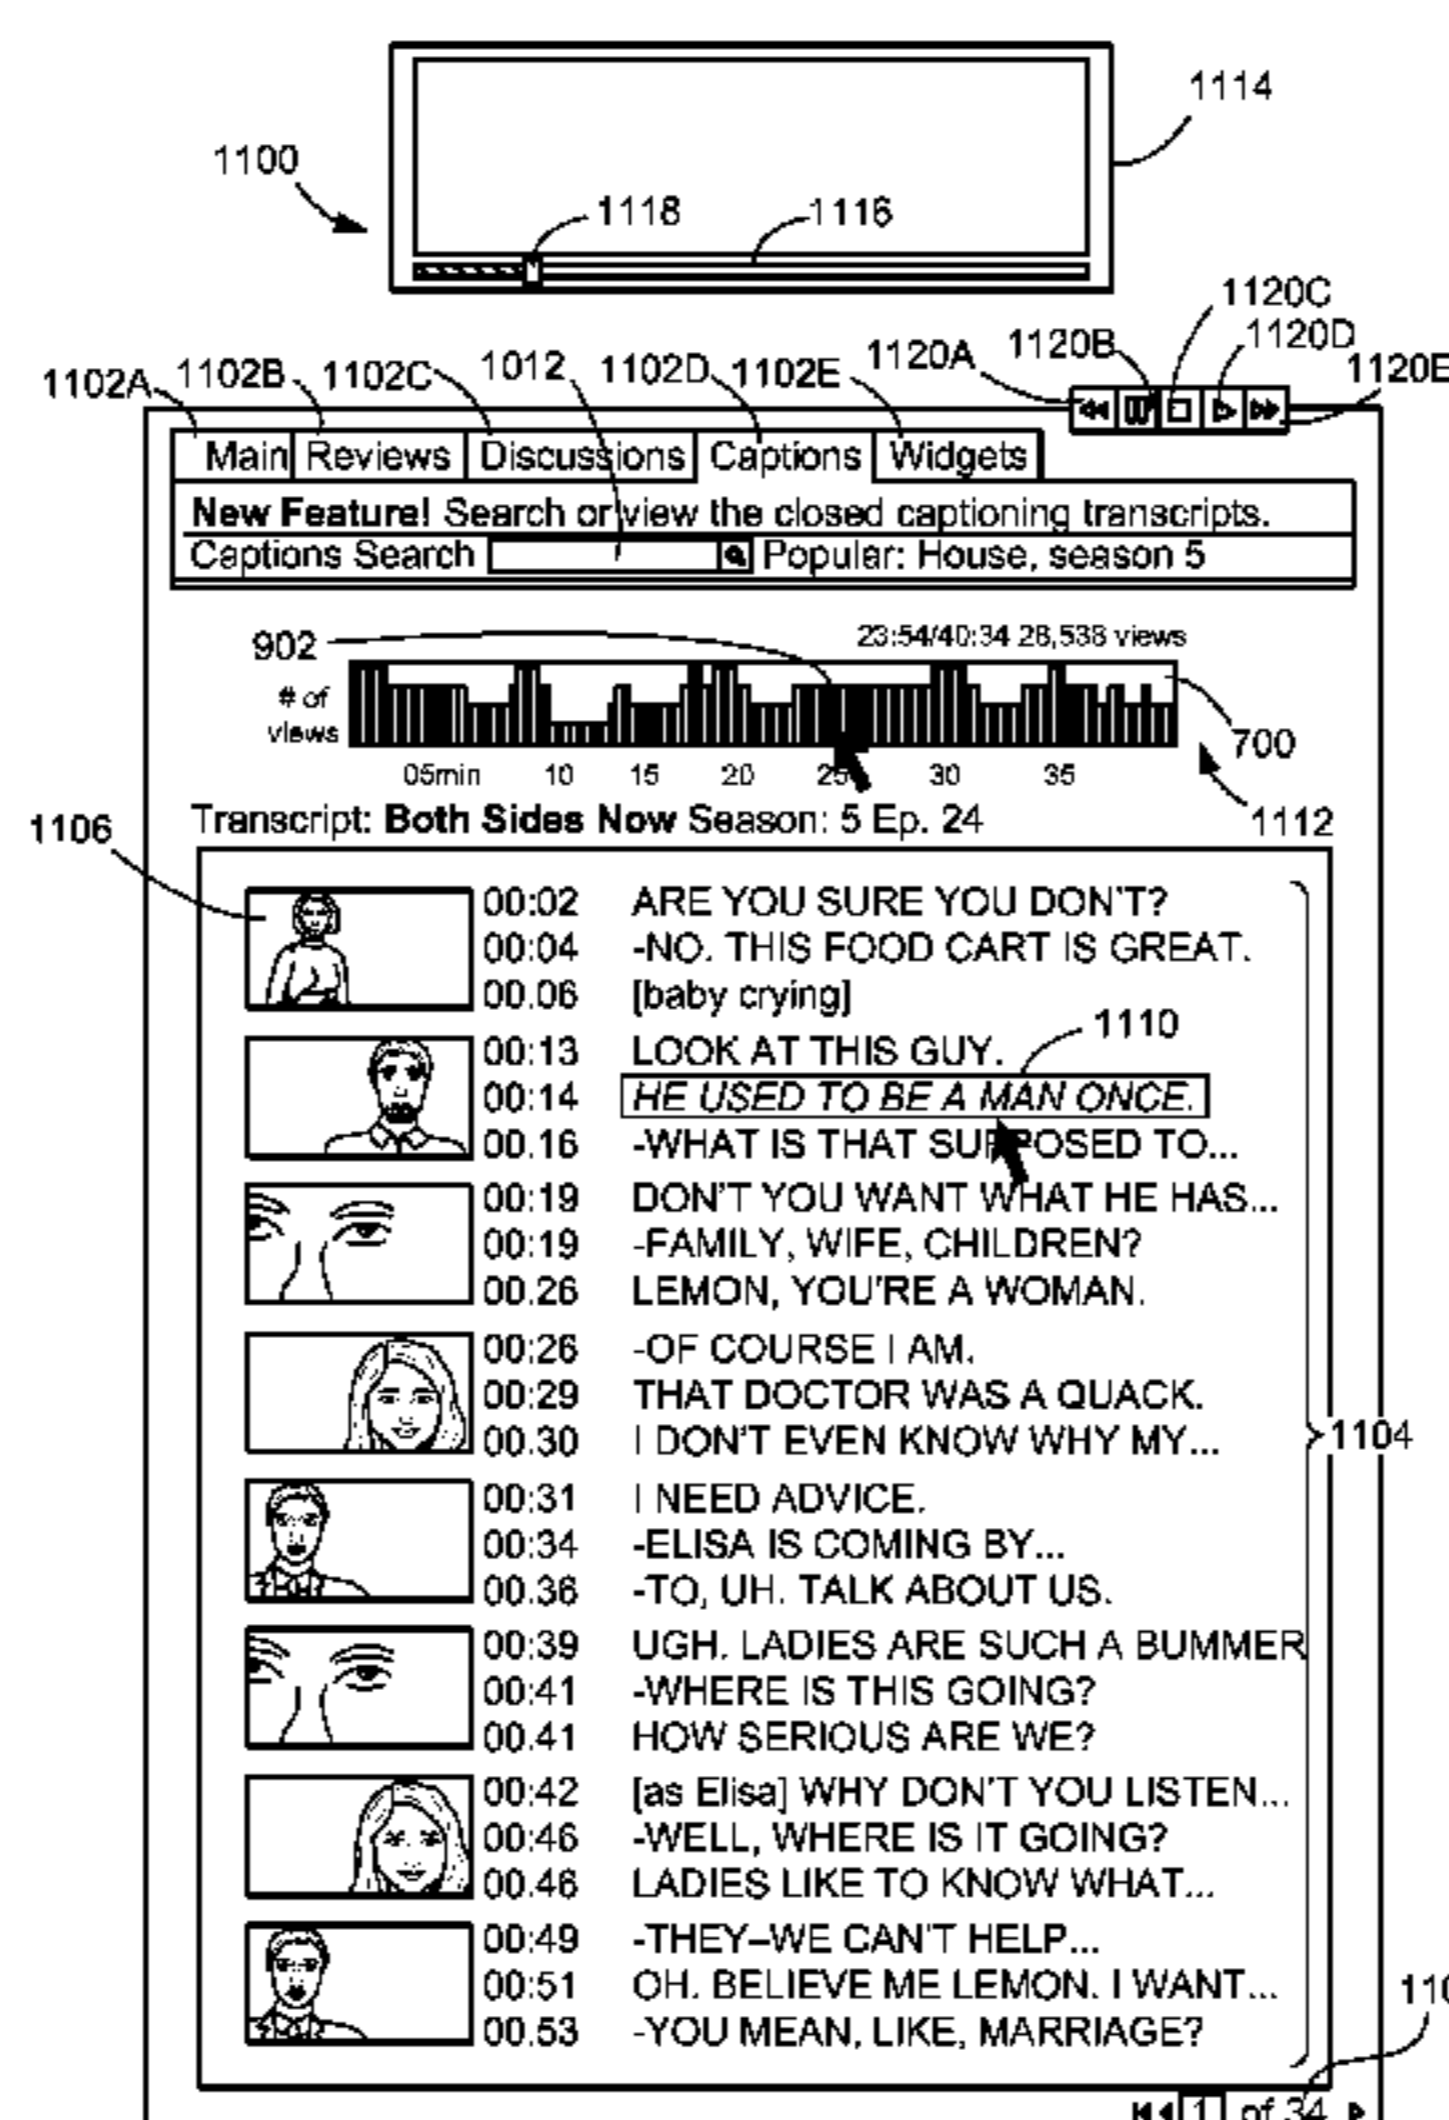 1114
1100
1118
1116
1120C
1120D
1120B
1120A
1120E
1102A
1102B
1102C
1012
1102D
1102E
Main Reviews Discussions Captions Widgets
New Feature! Search or view the closed captioning transcripts.
Captions Search Popular: House, season 5
902
23:54/40:34 28,538 views
# of
views
700
05min 10 15 20 25 30 35
1112
Transcript: Both Sides Now Season: 5 Ep. 24
1106
00:02 ARE YOU SURE YOU DON'T?
00:04 -NO. THIS FOOD CART IS GREAT.
00.06 [baby crying]
1110
00:13 LOOK AT THIS GUY.
00:14 HE USED TO BE A MAN ONCE.
00.16 -WHAT IS THAT SUPPOSED TO...
00:19 DON'T YOU WANT WHAT HE HAS...
00:19 -FAMILY, WIFE, CHILDREN?
00.26 LEMON, YOU'RE A WOMAN.
00:26 -OF COURSE I AM.
00:29 THAT DOCTOR WAS A QUACK.
00.30 I DON'T EVEN KNOW WHY MY...
1104
00:31 I NEED ADVICE.
00:34 -ELISA IS COMING BY...
00.36 -TO, UH. TALK ABOUT US.
00:39 UGH. LADIES ARE SUCH A BUMMER
00:41 -WHERE IS THIS GOING?
00.41 HOW SERIOUS ARE WE?
00:42 [as Elisa] WHY DON'T YOU LISTEN...
00:46 -WELL, WHERE IS IT GOING?
00.46 LADIES LIKE TO KNOW WHAT...
00:49 -THEY–WE CAN'T HELP...
00:51 OH. BELIEVE ME LEMON. I WANT...
00.53 -YOU MEAN, LIKE, MARRIAGE?
1 of 34